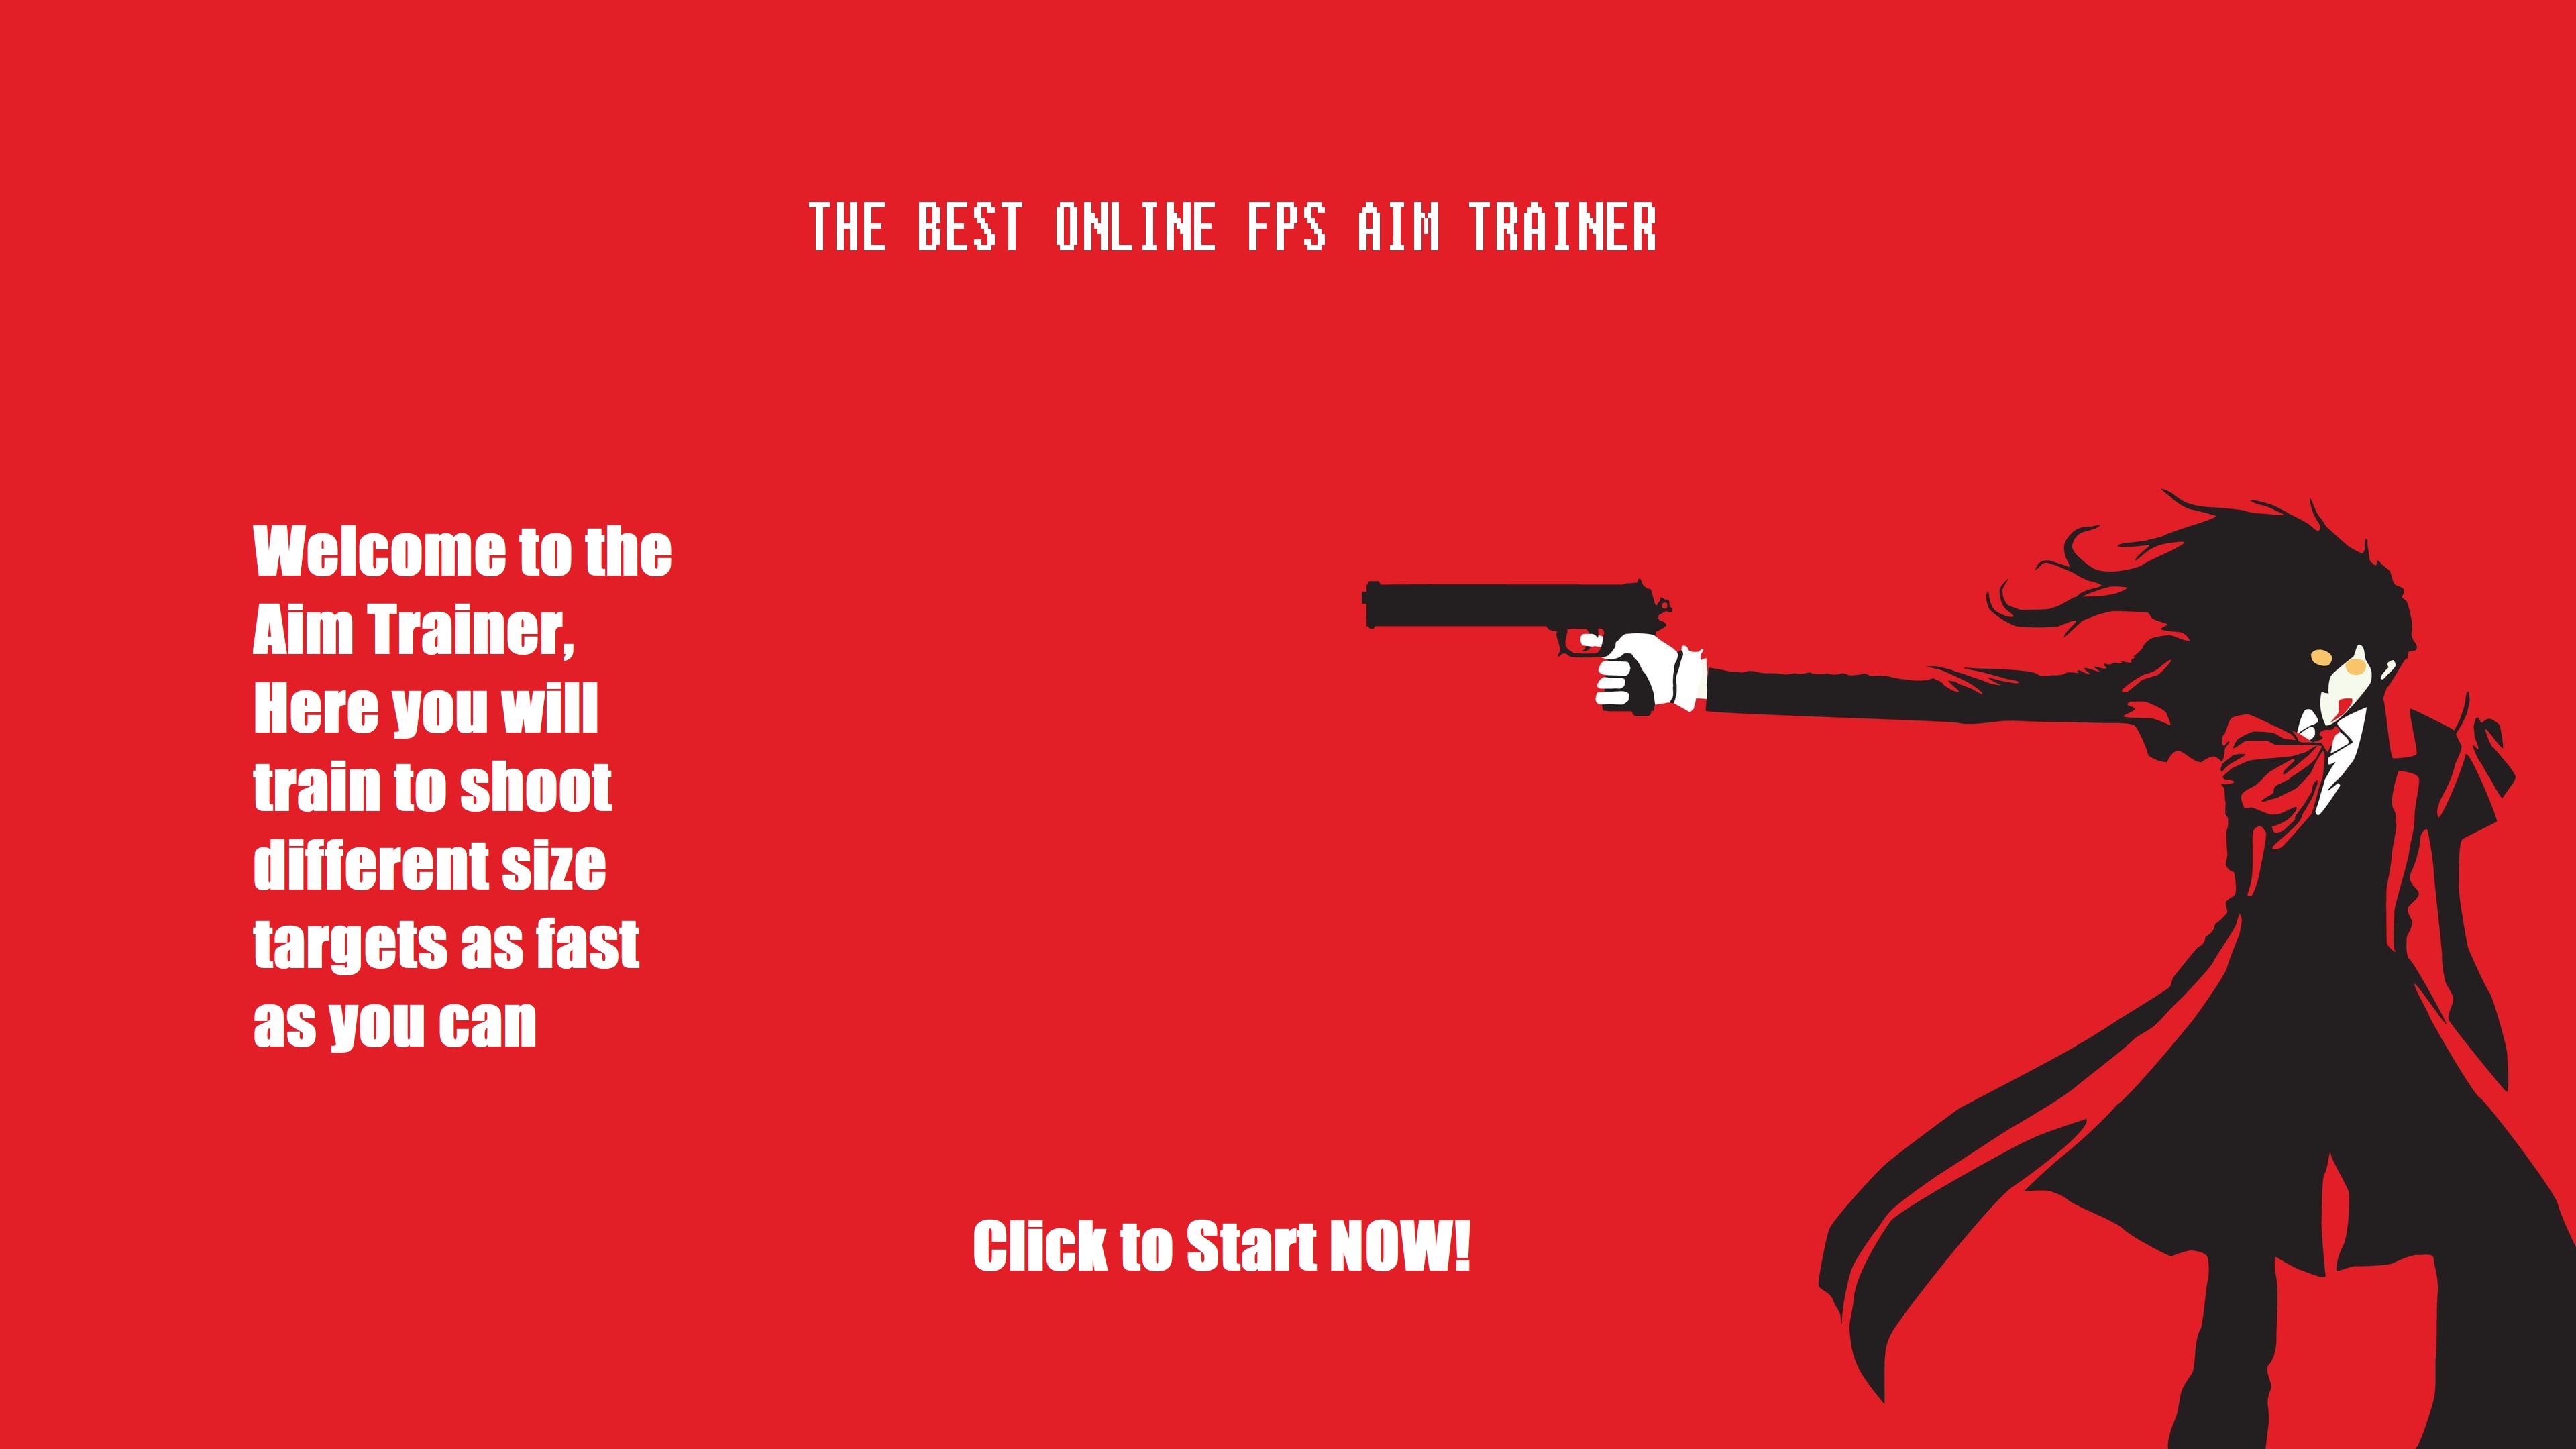 THE BEST ONLINE FPS AIM TRAINER
Welcome to the
Aim Trainer,
Here you will
train to shoot
different size
targets as fast
as you can
Click to Start NOW!